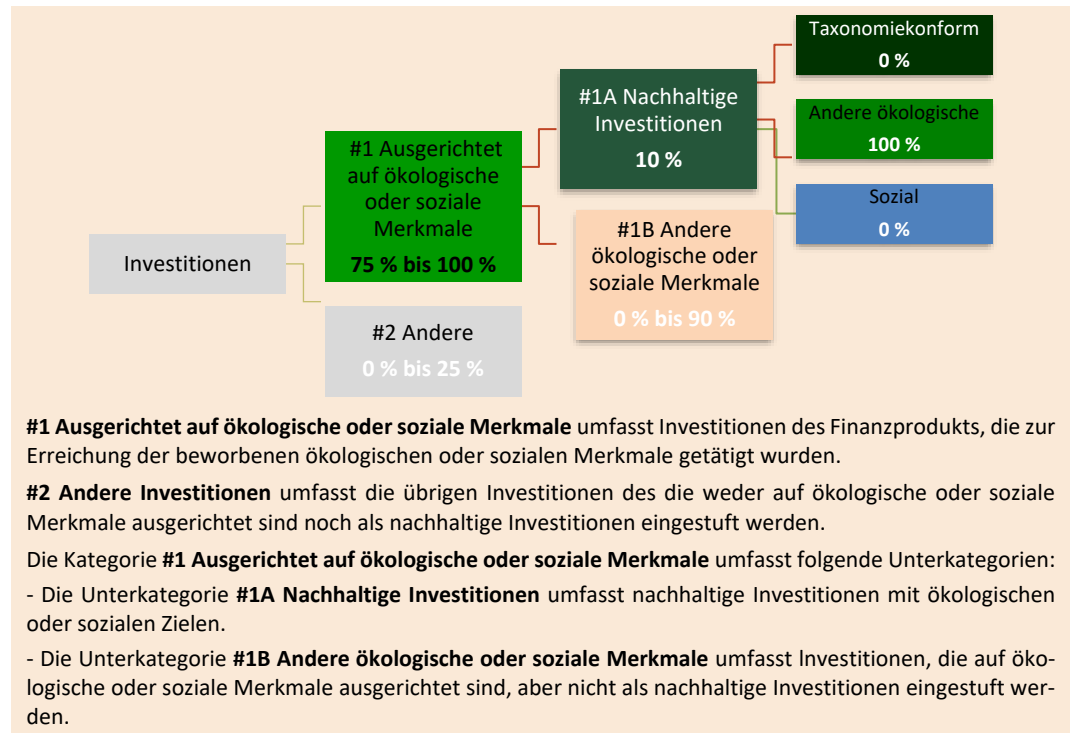 Investitionen
#1 Ausgerichtet
auf ökologische
oder soziale
Merkmale
75 % bis 100 %
#2 Andere
0 % bis 25 %
#1A Nachhaltige
Investitionen
10 %
#1B Andere
ökologische oder
soziale Merkmale
0 % bis 90 %
Taxonomiekonform
0 %
Andere ökologische
100 %
Sozial
0 %
#1 Ausgerichtet auf ökologische oder soziale Merkmale umfasst Investitionen des Finanzprodukts, die zur
Erreichung der beworbenen ökologischen oder sozialen Merkmale getätigt wurden.
#2 Andere Investitionen umfasst die übrigen Investitionen des die weder auf ökologische oder soziale
Merkmale ausgerichtet sind noch als nachhaltige Investitionen eingestuft werden.
Die Kategorie #1 Ausgerichtet auf ökologische oder soziale Merkmale umfasst folgende Unterkategorien:
- Die Unterkategorie #1A Nachhaltige Investitionen umfasst nachhaltige Investitionen mit ökologischen
oder sozialen Zielen.
- Die Unterkategorie #1B Andere ökologische oder soziale Merkmale umfasst Investitionen, die auf öko-
logische oder soziale Merkmale ausgerichtet sind, aber nicht als nachhaltige Investitionen eingestuft wer-
den.